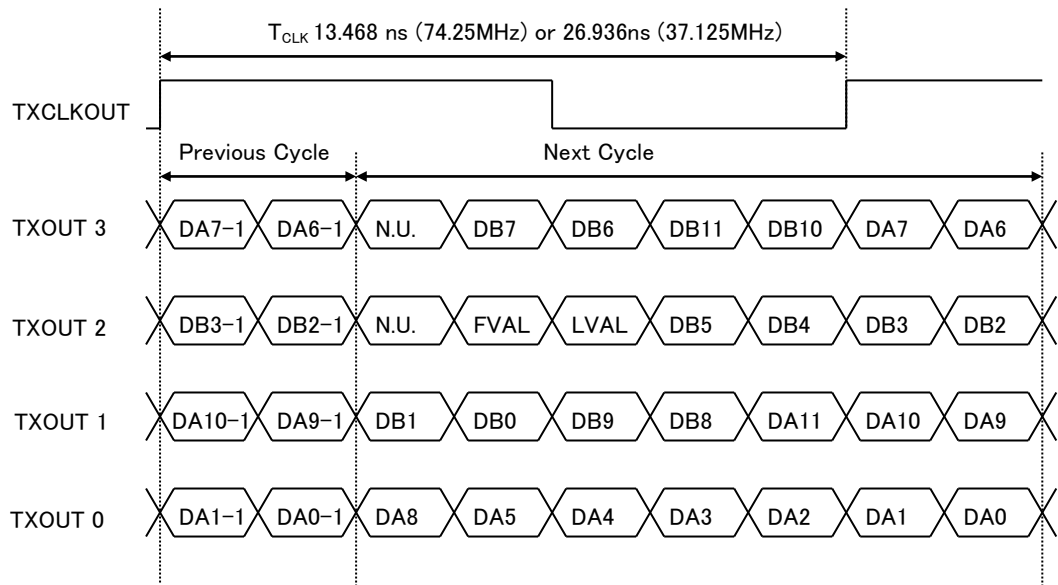 TCLK 13.468 ns (74.25MHz) or 26.936ns (37.125MHz)
TXCLKOUT
Previous Cycle Next Cycle
TXOUT 3 DA7-1 DA6-1 N.U. DB7 DB6 DB11 DB10 DA7 DA6
TXOUT 2 DB3-1 DB2-1 N.U. FVAL LVAL DB5 DB4 DB3 DB2
TXOUT 1 DA10-1 DA9-1 DB1 DB0 DB9 DB8 DA11 DA10 DA9
TXOUT 0 DA1-1 DA0-1 DA8 DA5 DA4 DA3 DA2 DA1 DA0